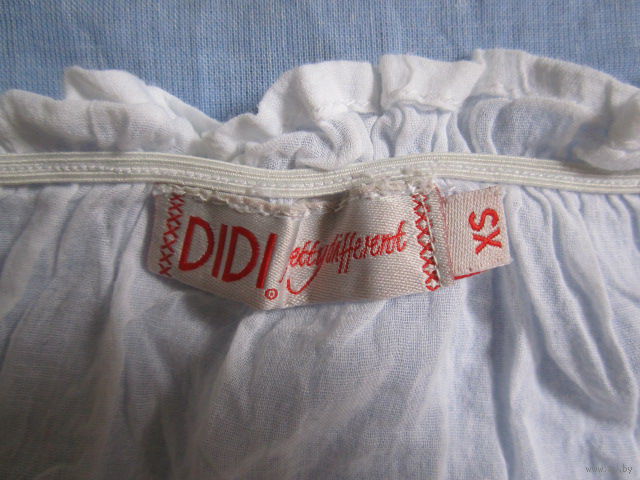 DIDI ® prettydifferent
XS